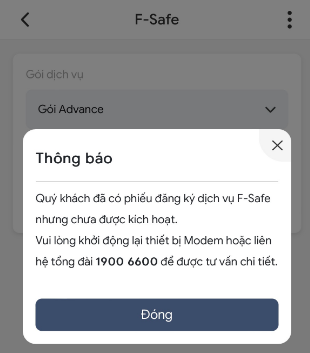 F-Safe
Gói dịch vụ
Gói Advance
Thông báo
Quý khách đã có phiếu đăng ký dịch vụ F-Safe
nhưng chưa được kích hoạt.
Vui lòng khởi động lại thiết bị Modem hoặc liên
hệ tổng đài 1900 6600 để được tư vấn chi tiết.
Đóng